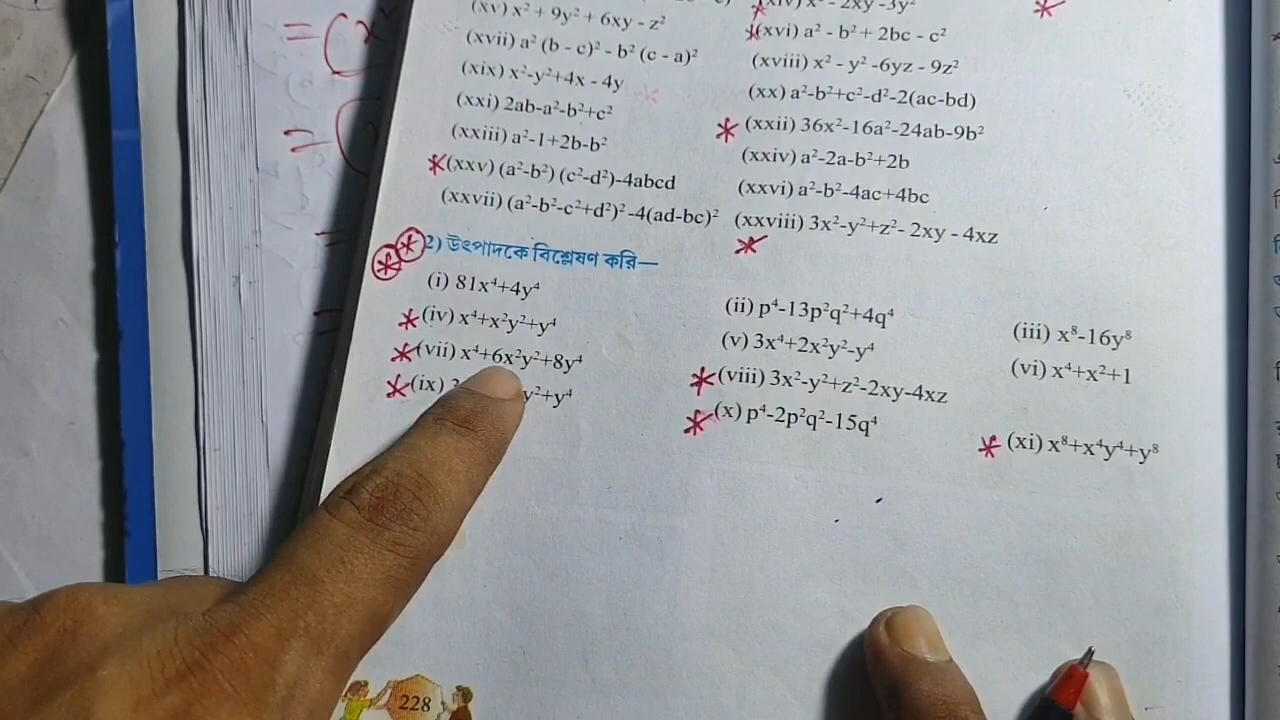 (xv) x² + 9y² + 6xy - z²
x² - 2xy -3y²
(xvi) a² - b² + 2bc - c²
(xvii) a² (b - c)² - b² (c - a)²
(xviii) x² - y² -6yz - 9z²
(xix) x²-y²+4x - 4y
(xx) a²-b²+c²-d²-2(ac-bd)
(xxi) 2ab-a²-b²+c²
(xxii) 36x²-16a²-24ab-9b²
(xxiii) a²-1+2b-b²
(xxiv) a²-2a-b²+2b
(xxv) (a²-b²) (c²-d²)-4abcd
(xxvi) a²-b²-4ac+4bc
(xxvii) (a²-b²-c²+d²)²-4(ad-bc)²
(xxviii) 3x²-y²+z²- 2xy - 4xz
2) উৎপাদকে বিশ্লেষণ করি—
(i) 81x⁴+4y⁴
(ii) p⁴-13p²q²+4q⁴
(iii) x⁸-16y⁸
(iv) x⁴+x²y²+y⁴
(v) 3x⁴+2x²y²-y⁴
(vi) x⁴+x²+1
(vii) x⁴+6x²y²+8y⁴
(viii) 3x²-y²+z²-2xy-4xz
(ix) y²+y⁴
(x) p⁴-2p²q²-15q⁴
(xi) x⁸+x⁴y⁴+y⁸
228